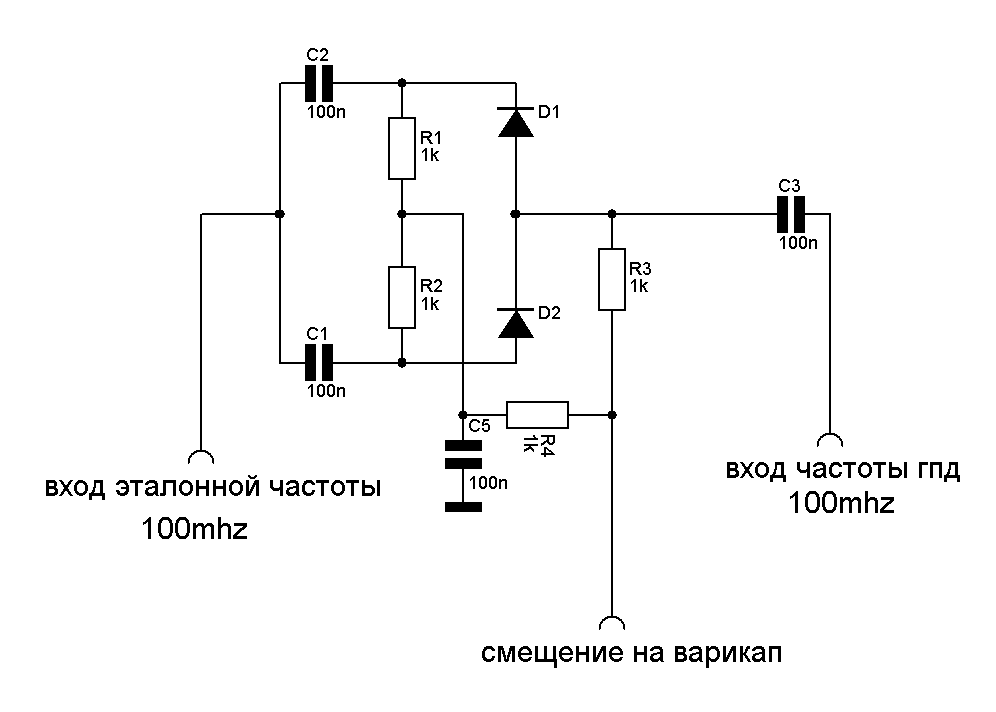 C2
100n
D1
R1
1k
C3
100n
R3
1k
R2
1k
D2
C1
100n
C5
100n
R4
1k
вход эталонной частоты
100mhz
вход частоты гпд
100mhz
смещение на варикап